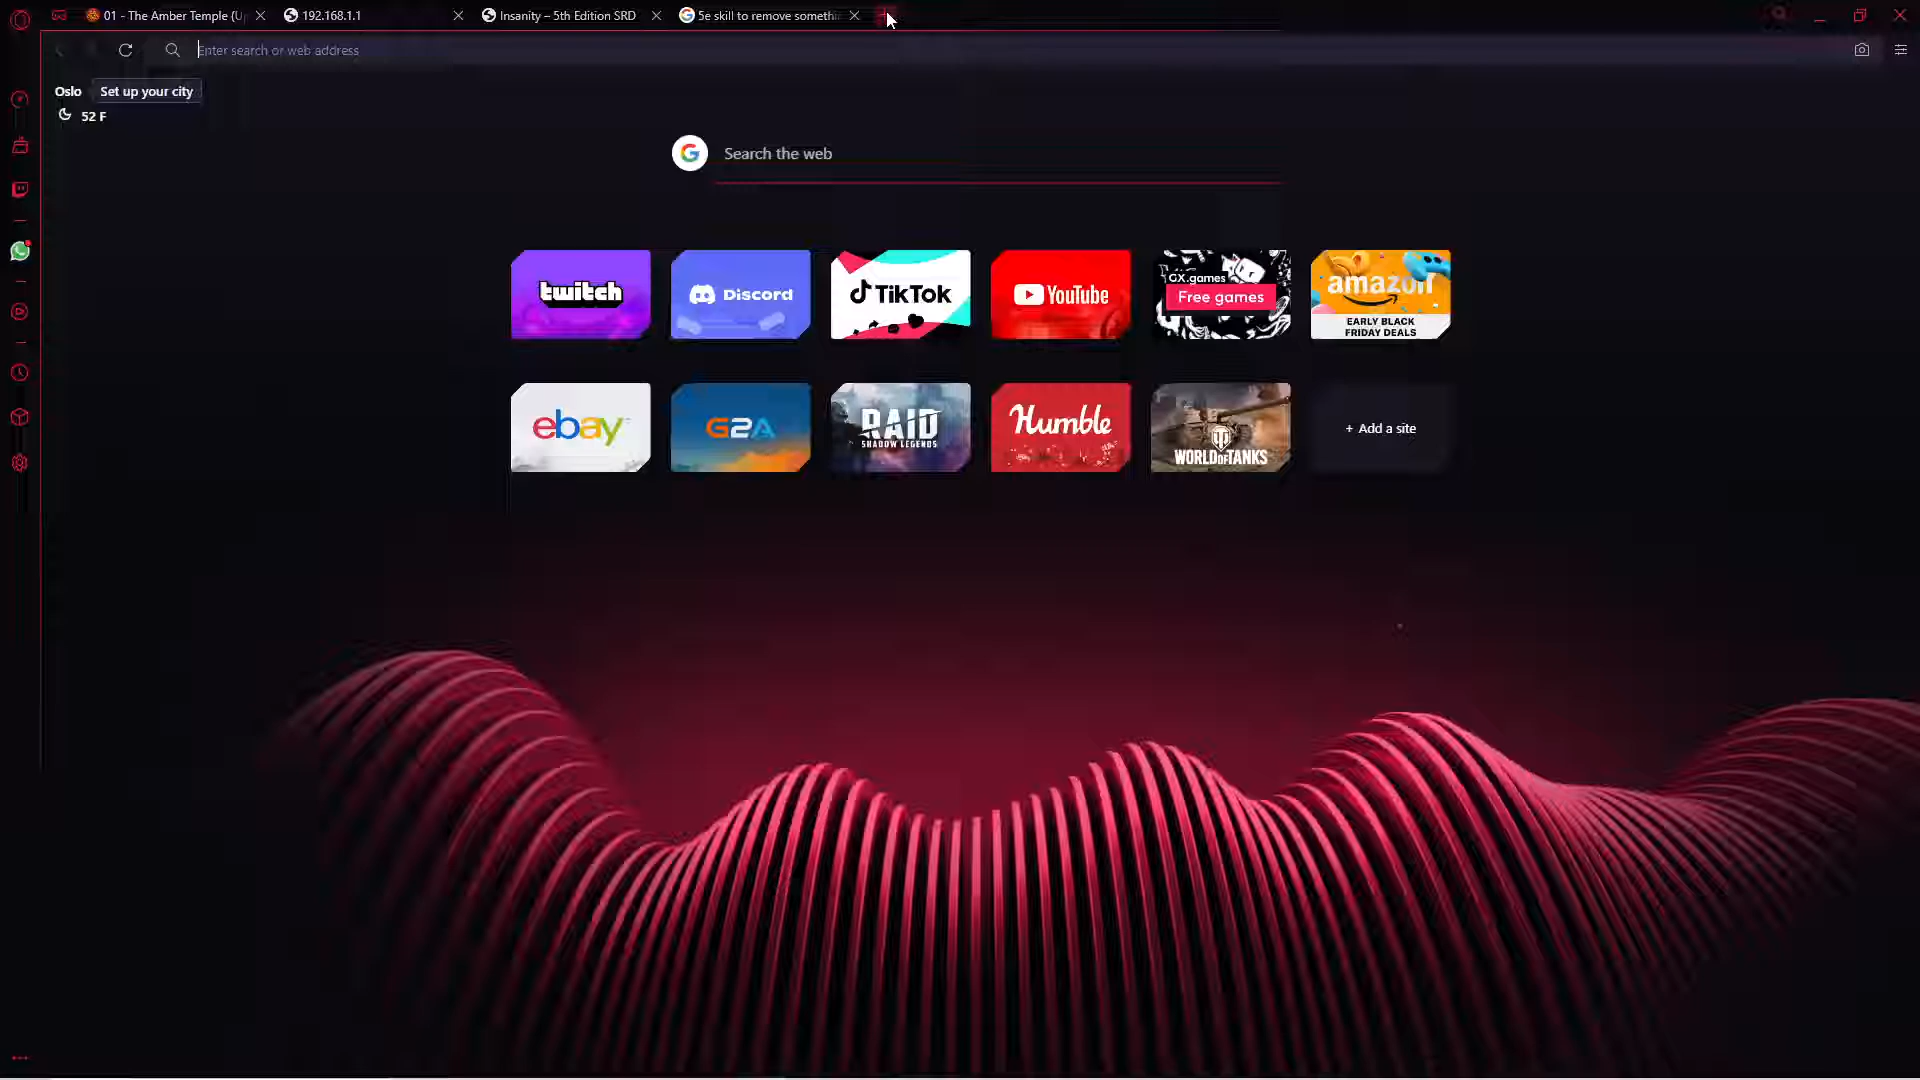 01 - The Amber Temple (U
192.168.1.1
Insanity – 5th Edition SRD
5e skill to remove somethi
Enter search or web address
Oslo
Set up your city
52 F
Search the web
twitch
Discord
TikTok
YouTube
GX.games
Free games
amazon
EARLY BLACK
FRIDAY DEALS
ebay
G2A
RAID
SHADOW LEGENDS
Humble
WORLD OF TANKS
+ Add a site